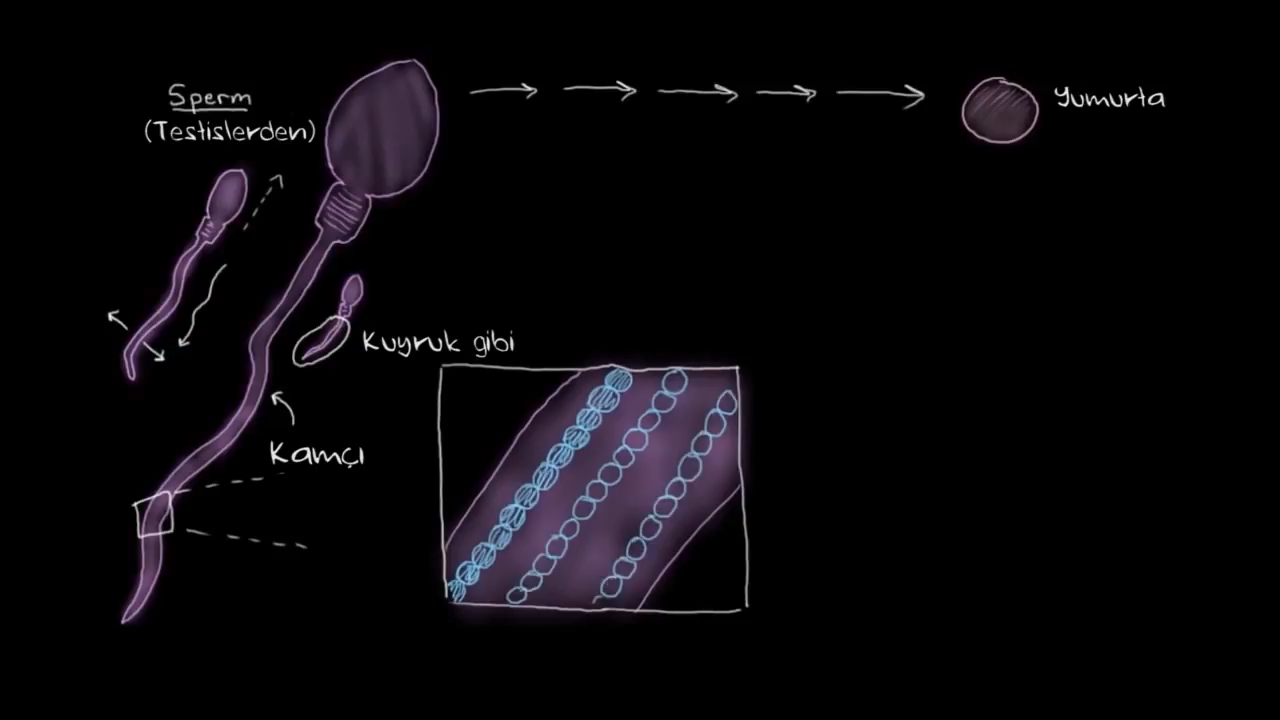 Sperm
(Testislerden)
Yumurta
Kuyruk gibi
Kamçı